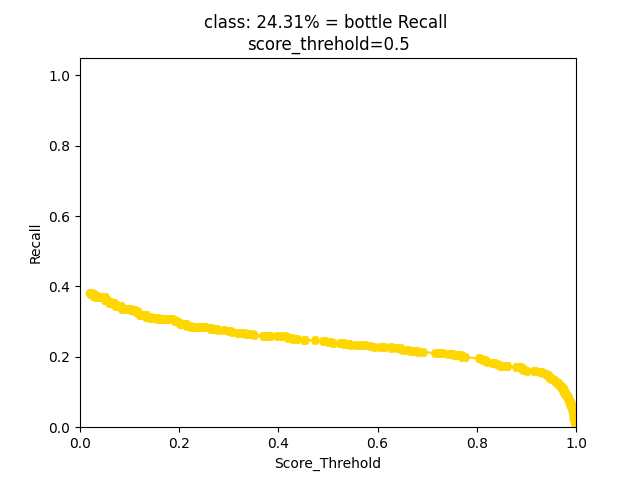 class: 24.31% = bottle Recall
score_threhold=0.5
1.0
0.8
0.6
0.4
0.2
0.0
Recall
0.0 0.2 0.4 0.6 0.8 1.0
Score_Threhold